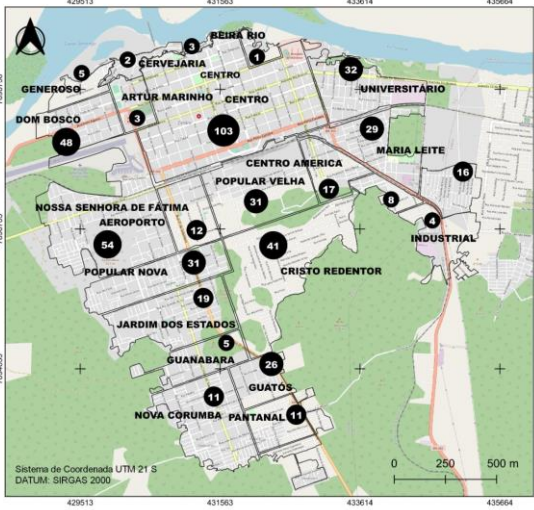 429513 431563 433614 435664
BEIRA RIO
3
2
1
CERVEJARIA
5
CENTRO
32
GENEROSO
UNIVERSITÁRIO
ARTUR MARINHO
CENTRO
DOM BOSCO
3
103
29
48
MARIA LEITE
CENTRO AMERICA
16
POPULAR VELHA
17
31
8
NOSSA SENHORA DE FÁTIMA
AEROPORTO
4
12
54
41
INDUSTRIAL
31
POPULAR NOVA
CRISTO REDENTOR
19
JARDIM DOS ESTADOS
5
GUANABARA
26
GUATOS
11
NOVA CORUMBA
PANTANAL
11
Sistema de Coordenada UTM 21 S
DATUM: SIRGAS 2000
0 250 500 m
429513 431563 433614 435664